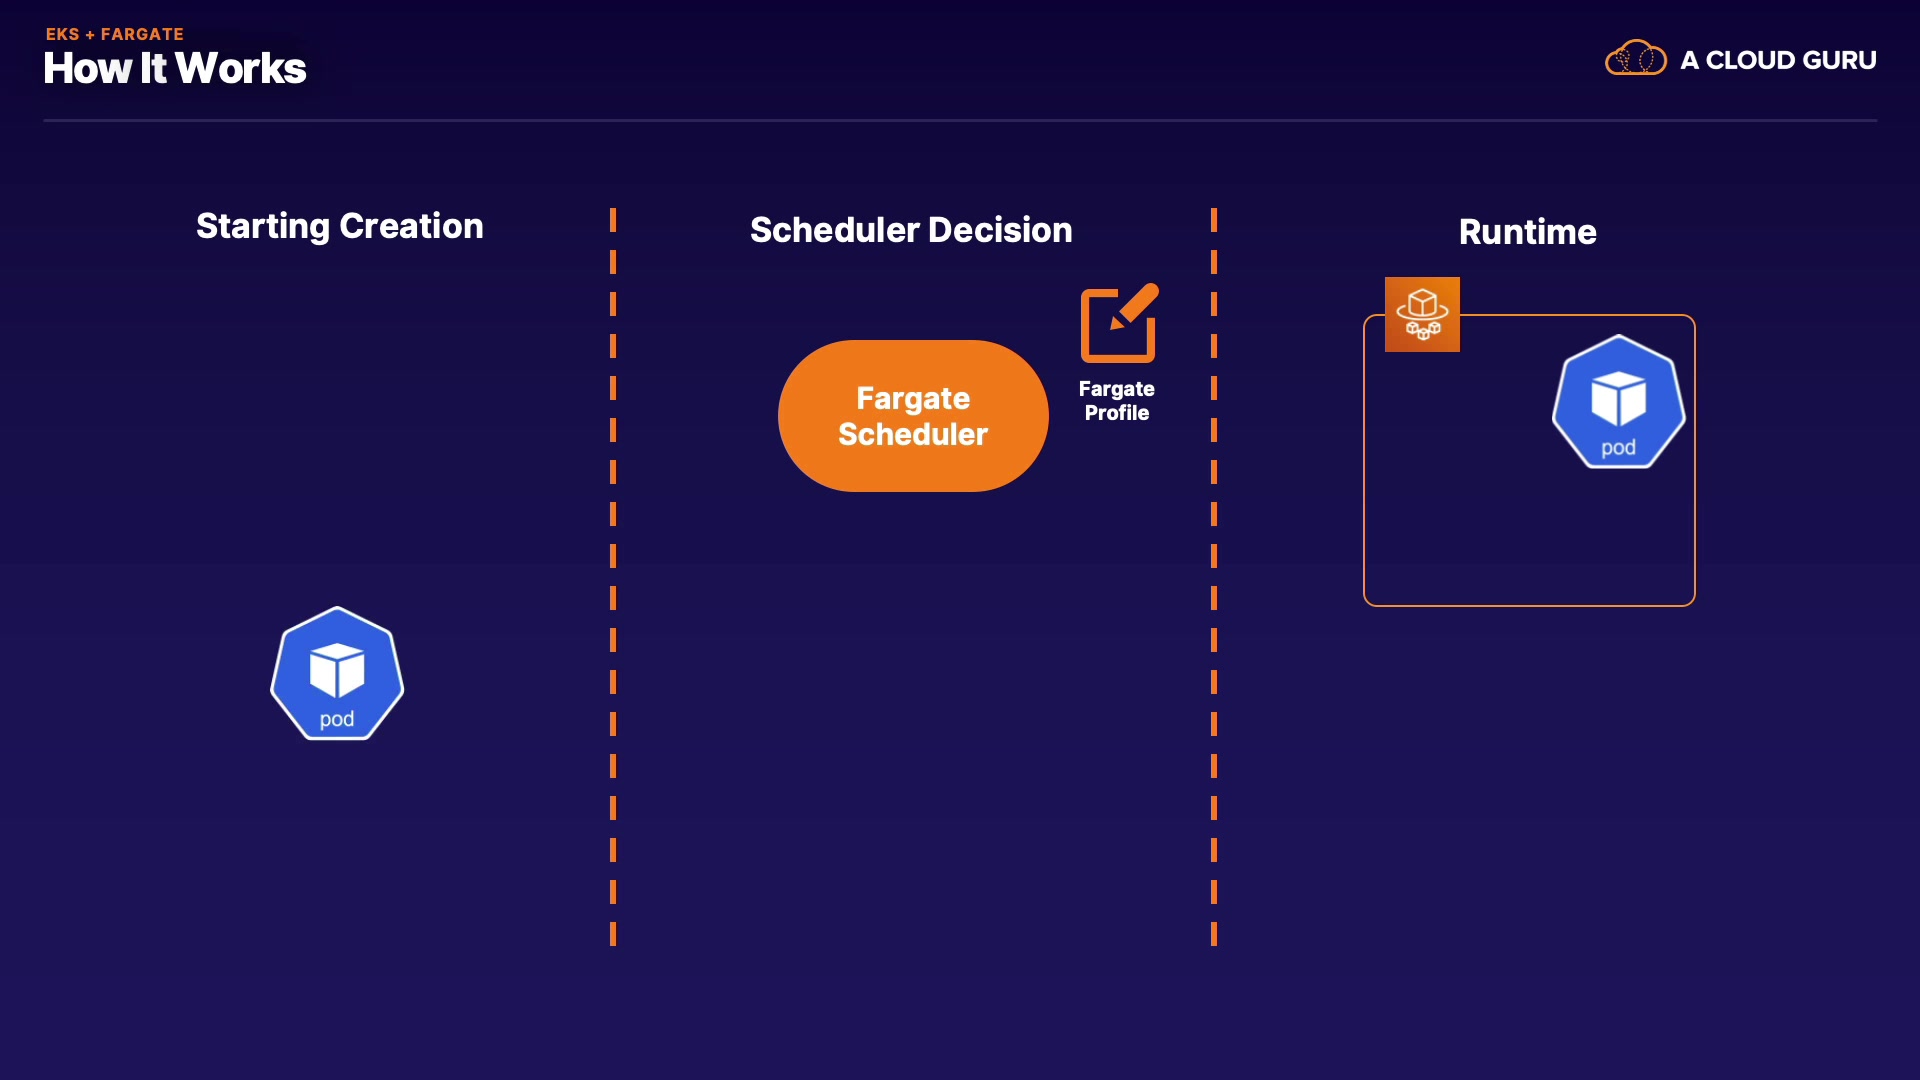 EKS + FARGATE
How It Works
A CLOUD GURU
Starting Creation
Scheduler Decision
Runtime
Fargate
Scheduler
Fargate
Profile
pod
pod